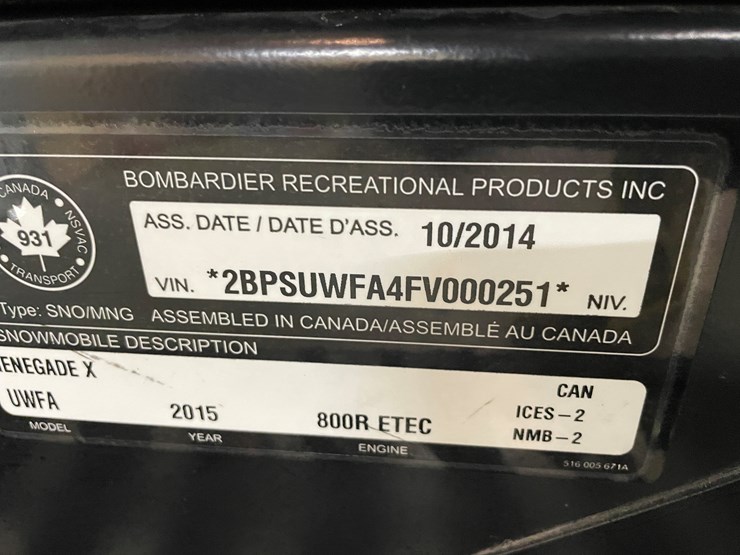 CANADA
NSVAC
931
TRANSPORT
BOMBARDIER RECREATIONAL PRODUCTS INC
ASS. DATE / DATE D'ASS. 10/2014
VIN. *2BPSUWFA4FV000251* NIV.
Type: SNO/MNG ASSEMBLED IN CANADA/ASSEMBLÉ AU CANADA
SNOWMOBILE DESCRIPTION
ENEGADE X
UWFA 2015 800R ETEC
MODEL YEAR ENGINE
CAN
ICES-2
NMB-2
516 005 671A